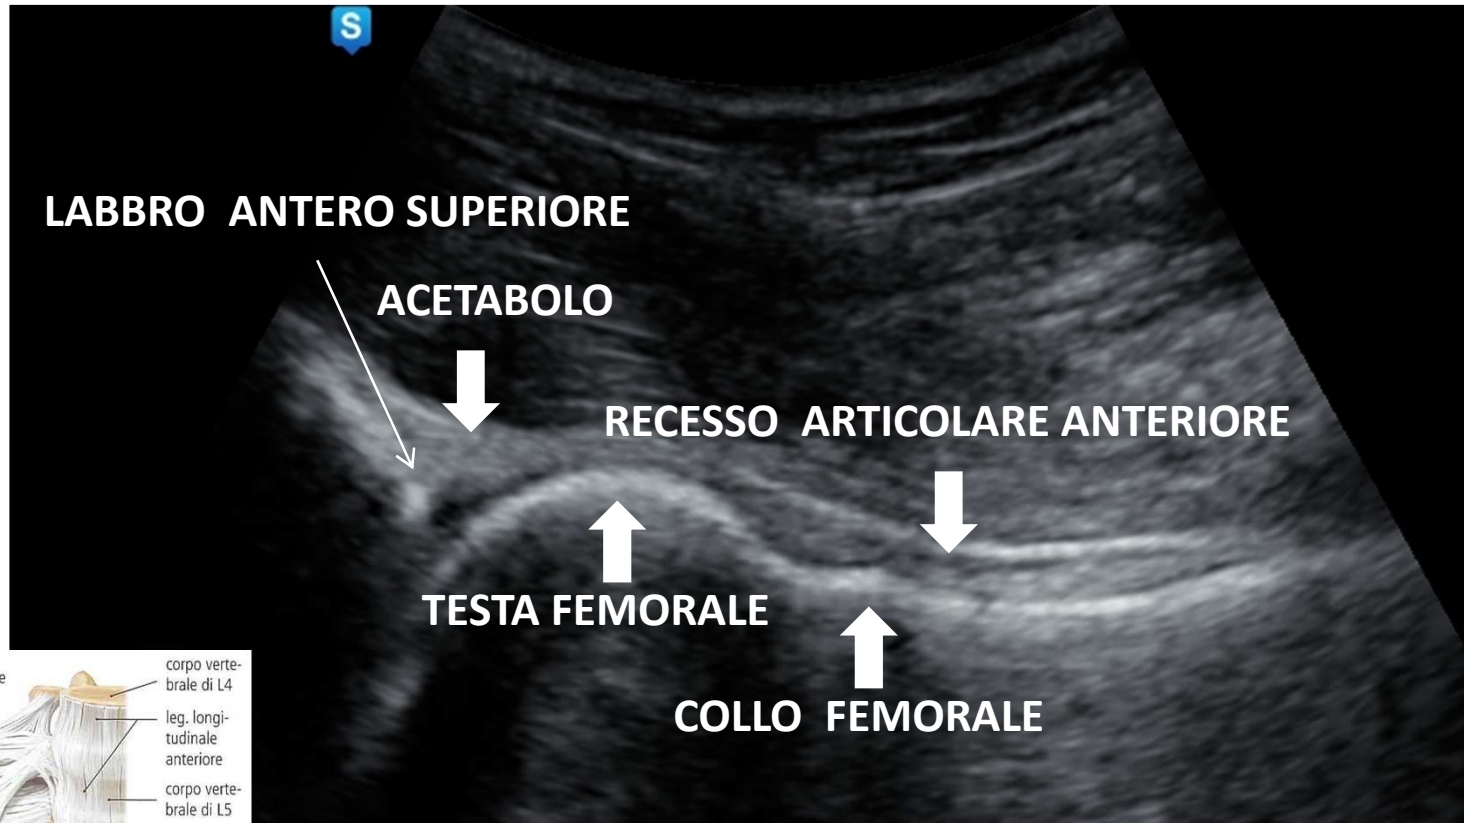 S
LABBRO ANTERO SUPERIORE
ACETABOLO
RECESSO ARTICOLARE ANTERIORE
TESTA FEMORALE
COLLO FEMORALE
e
corpo verte-
brale di L4
leg. longi-
tudinale
anteriore
corpo verte-
brale di L5